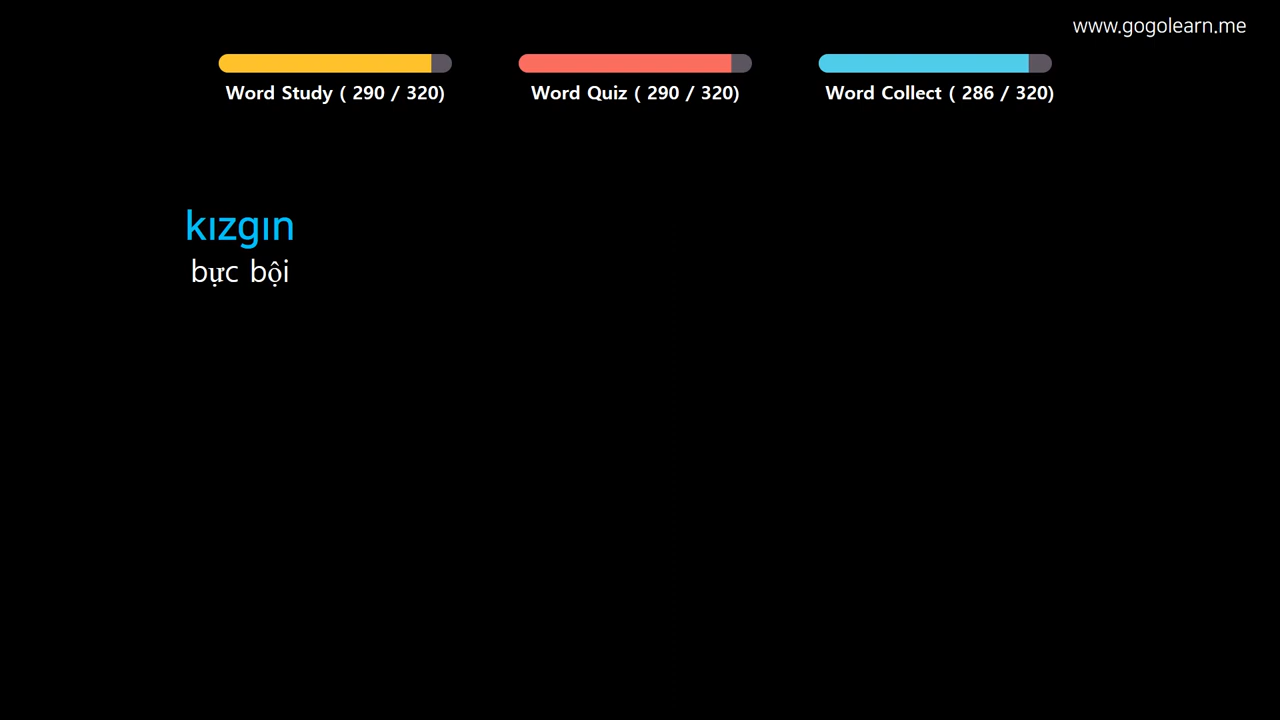 www.gogolearn.me
Word Study ( 290 / 320)
Word Quiz ( 290 / 320)
Word Collect ( 286 / 320)
kızgın
bực bội